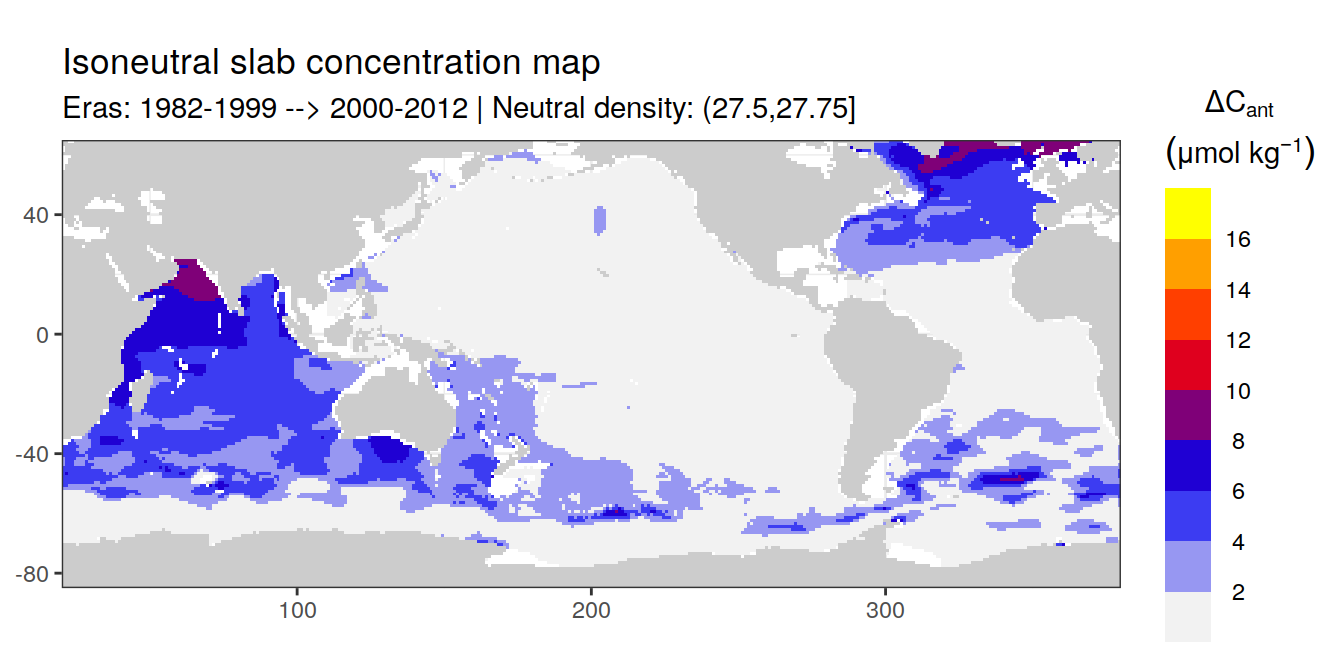 Isoneutral slab concentration map
Eras: 1982-1999 --> 2000-2012 | Neutral density: (27.5,27.75]
ΔCant
(μmol kg⁻¹)
16
14
12
10
8
6
4
2
40
0
-40
-80
100 200 300